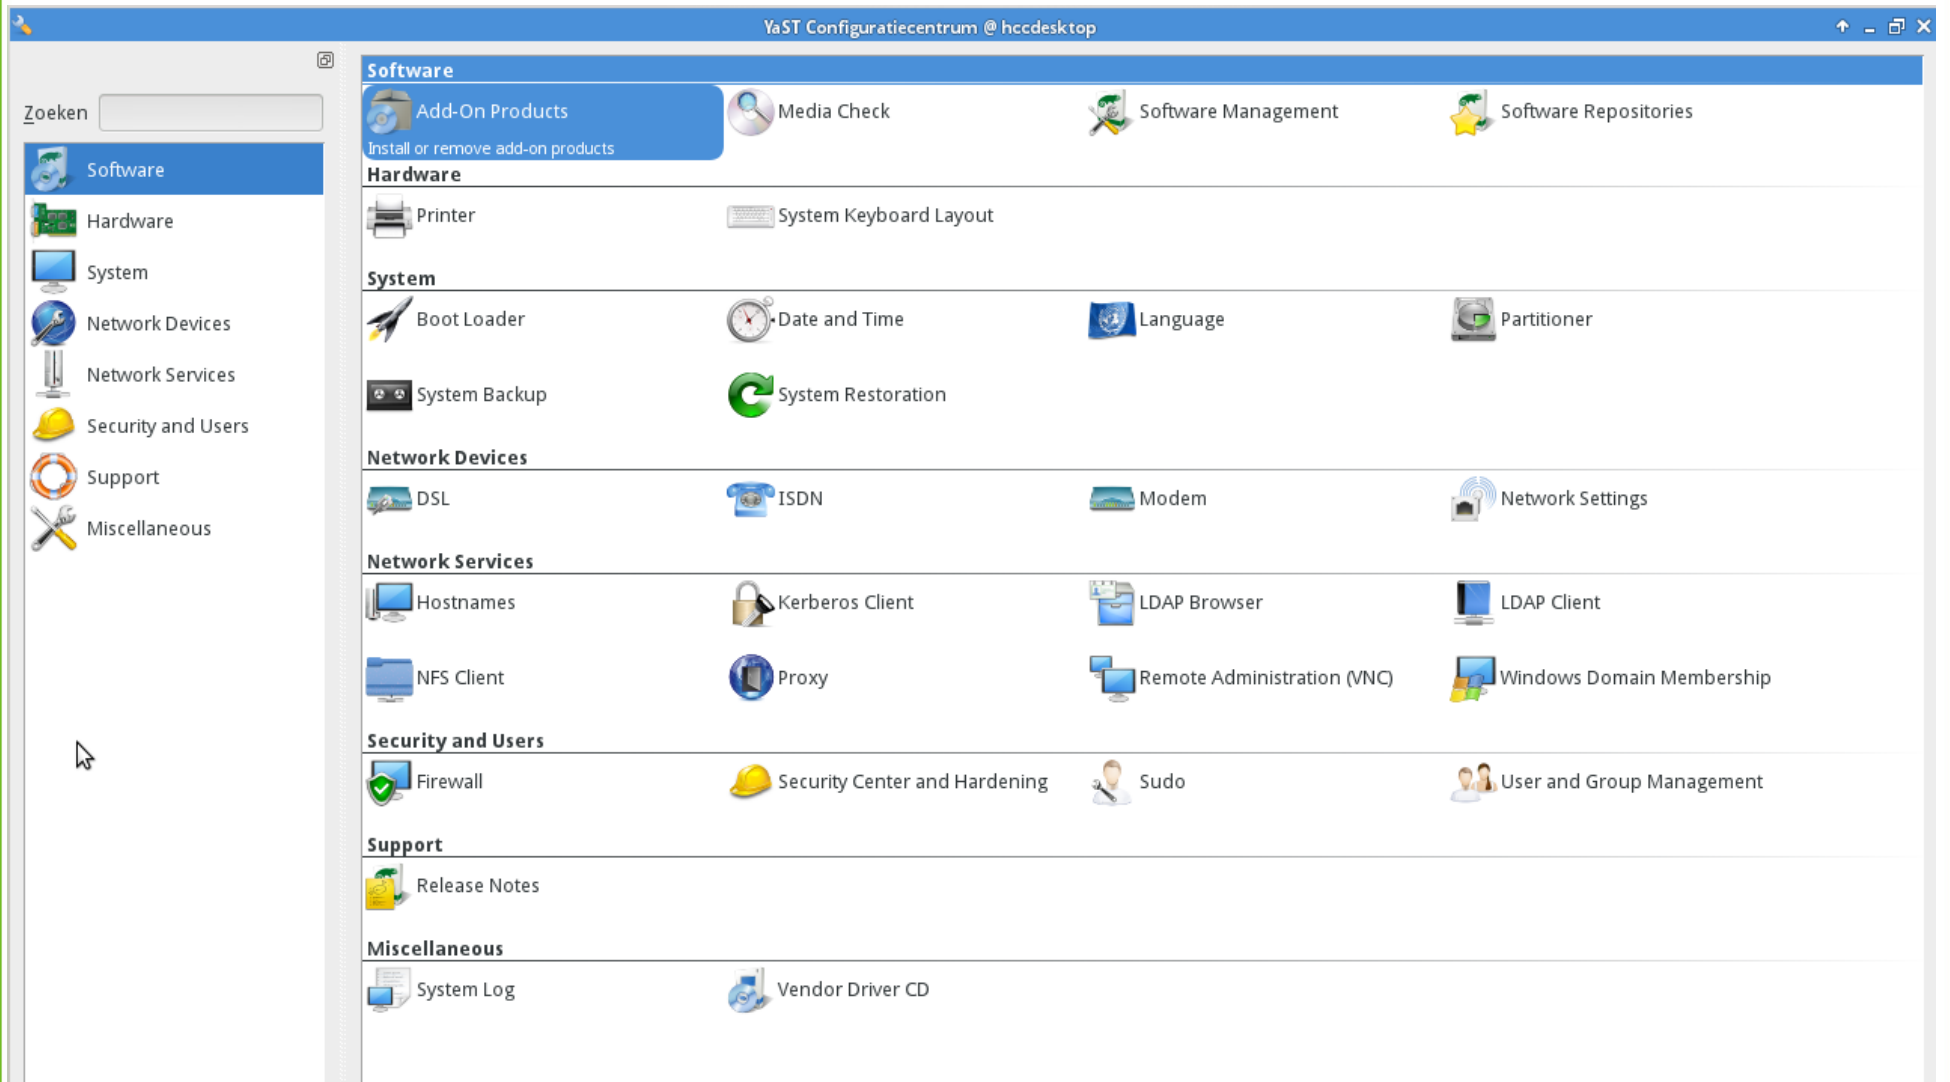 YaST Configuratiecentrum @ hccdesktop
Zoeken
Software
Hardware
System
Network Devices
Network Services
Security and Users
Support
Miscellaneous
Software
Add-On Products
Install or remove add-on products
Media Check
Software Management
Software Repositories
Hardware
Printer
System Keyboard Layout
System
Boot Loader
Date and Time
Language
Partitioner
System Backup
System Restoration
Network Devices
DSL
ISDN
Modem
Network Settings
Network Services
Hostnames
Kerberos Client
LDAP Browser
LDAP Client
NFS Client
Proxy
Remote Administration (VNC)
Windows Domain Membership
Security and Users
Firewall
Security Center and Hardening
Sudo
User and Group Management
Support
Release Notes
Miscellaneous
System Log
Vendor Driver CD